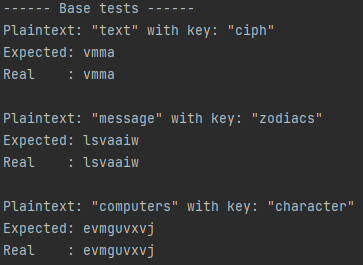 ------ Base tests ------
Plaintext: "text" with key: "ciph"
Expected: vmma
Real    : vmma
Plaintext: "message" with key: "zodiacs"
Expected: lsvaaiw
Real    : lsvaaiw
Plaintext: "computers" with key: "character"
Expected: evmguvxvj
Real    : evmguvxvj